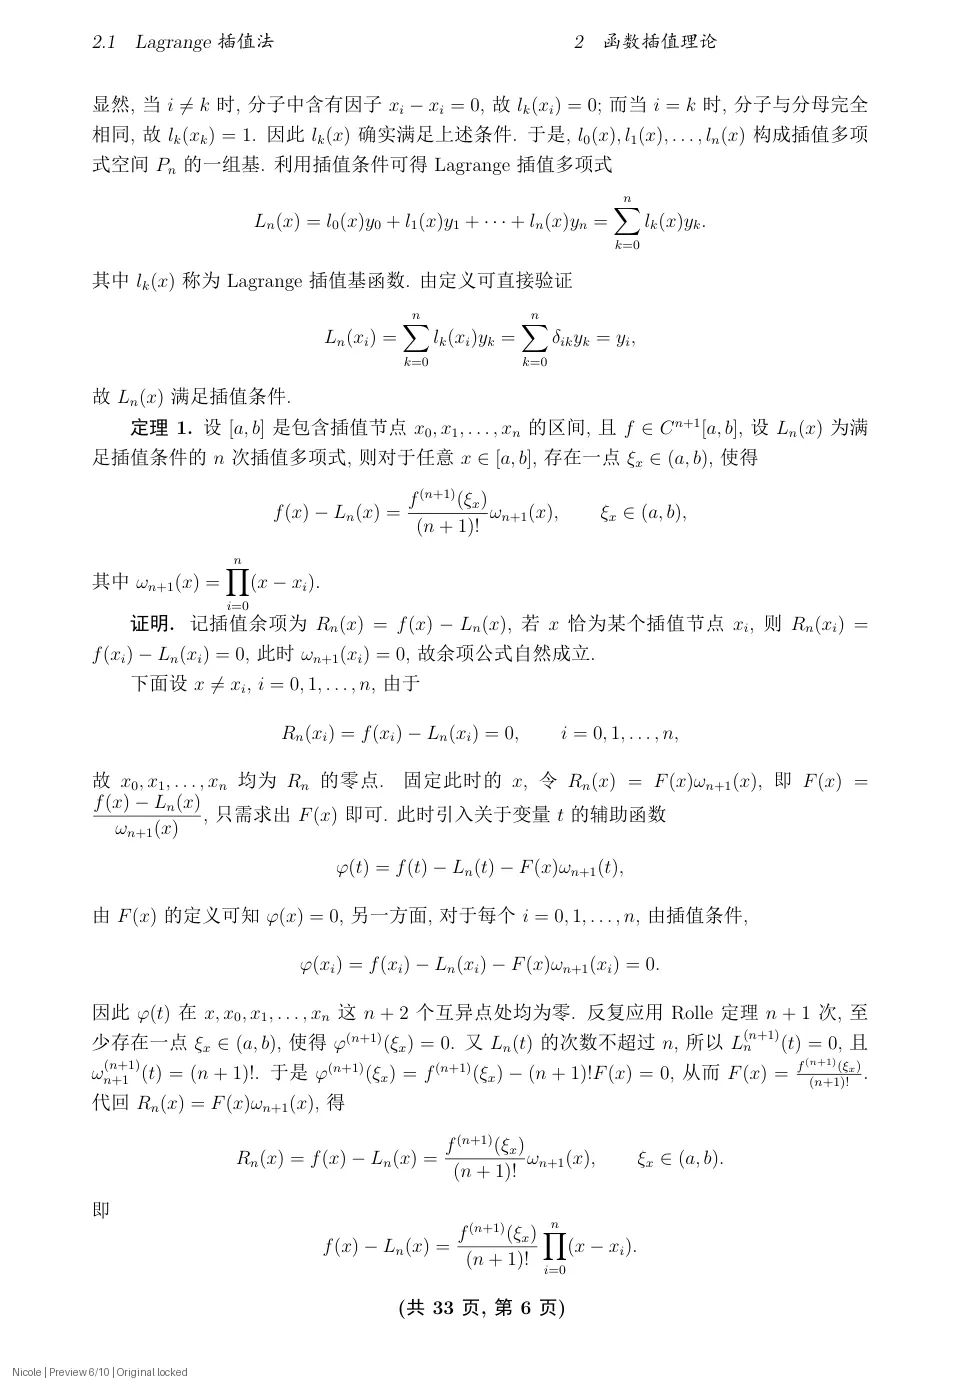 2.1 Lagrange 插值法 2 函数插值理论
显然, 当 i ≠ k 时, 分子中含有因子 x_i − x_i = 0, 故 l_k(x_i) = 0; 而当 i = k 时, 分子与分母完全
相同, 故 l_k(x_k) = 1. 因此 l_k(x) 确实满足上述条件. 于是, l_0(x), l_1(x), . . . , l_n(x) 构成插值多项
式空间 P_n 的一组基. 利用插值条件可得 Lagrange 插值多项式
L_n(x) = l_0(x)y_0 + l_1(x)y_1 + · · · + l_n(x)y_n = ∑_{k=0}^{n} l_k(x)y_k.
其中 l_k(x) 称为 Lagrange 插值基函数. 由定义可直接验证
L_n(x_i) = ∑_{k=0}^{n} l_k(x_i)y_k = ∑_{k=0}^{n} δ_{ik}y_k = y_i,
故 L_n(x) 满足插值条件.
定理 1. 设 [a, b] 是包含插值节点 x_0, x_1, . . . , x_n 的区间, 且 f ∈ C^{n+1}[a, b], 设 L_n(x) 为满
足插值条件的 n 次插值多项式, 则对于任意 x ∈ [a, b], 存在一点 ξ_x ∈ (a, b), 使得
f(x) − L_n(x) = \frac{f^{(n+1)}(ξ_x)}{(n + 1)!} ω_{n+1}(x), ξ_x ∈ (a, b),
其中 ω_{n+1}(x) = ∏_{i=0}^{n} (x − x_i).
证明. 记插值余项为 R_n(x) = f(x) − L_n(x), 若 x 恰为某个插值节点 x_i, 则 R_n(x_i) =
f(x_i) − L_n(x_i) = 0, 此时 ω_{n+1}(x_i) = 0, 故余项公式自然成立.
下面设 x ≠ x_i, i = 0, 1, . . . , n, 由于
R_n(x_i) = f(x_i) − L_n(x_i) = 0, i = 0, 1, . . . , n,
故 x_0, x_1, . . . , x_n 均为 R_n 的零点. 固定此时的 x, 令 R_n(x) = F(x)ω_{n+1}(x), 即 F(x) =
\frac{f(x) − L_n(x)}{ω_{n+1}(x)}, 只需求出 F(x) 即可. 此时引入关于变量 t 的辅助函数
φ(t) = f(t) − L_n(t) − F(x)ω_{n+1}(t),
由 F(x) 的定义可知 φ(x) = 0, 另一方面, 对于每个 i = 0, 1, . . . , n, 由插值条件,
φ(x_i) = f(x_i) − L_n(x_i) − F(x)ω_{n+1}(x_i) = 0.
因此 φ(t) 在 x, x_0, x_1, . . . , x_n 这 n + 2 个互异点处均为零. 反复应用 Rolle 定理 n + 1 次, 至
少存在一点 ξ_x ∈ (a, b), 使得 φ^{(n+1)}(ξ_x) = 0. 又 L_n(t) 的次数不超过 n, 所以 L_n^{(n+1)}(t) = 0, 且
ω_{n+1}^{(n+1)}(t) = (n + 1)!. 于是 φ^{(n+1)}(ξ_x) = f^{(n+1)}(ξ_x) − (n + 1)!F(x) = 0, 从而 F(x) = \frac{f^{(n+1)}(ξ_x)}{(n+1)!}.
代回 R_n(x) = F(x)ω_{n+1}(x), 得
R_n(x) = f(x) − L_n(x) = \frac{f^{(n+1)}(ξ_x)}{(n + 1)!} ω_{n+1}(x), ξ_x ∈ (a, b).
即
f(x) − L_n(x) = \frac{f^{(n+1)}(ξ_x)}{(n + 1)!} ∏_{i=0}^{n} (x − x_i).
(共 33 页, 第 6 页)
Nicole | Preview 6/10 | Original locked